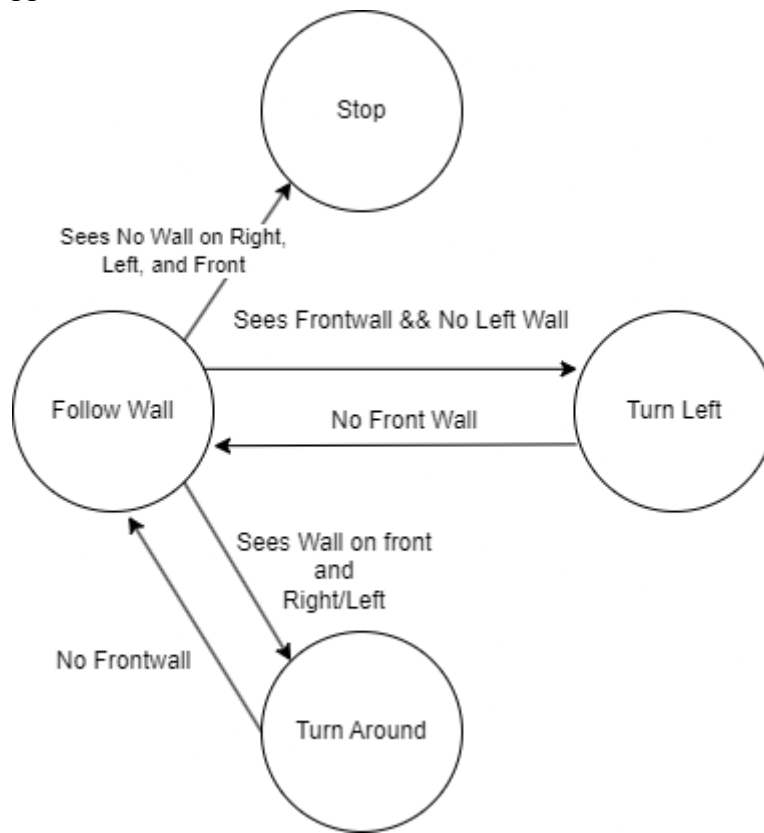 Stop
Sees No Wall on Right,
Left, and Front
Sees Frontwall && No Left Wall
Follow Wall
Turn Left
No Front Wall
Sees Wall on front
and
Right/Left
No Frontwall
Turn Around